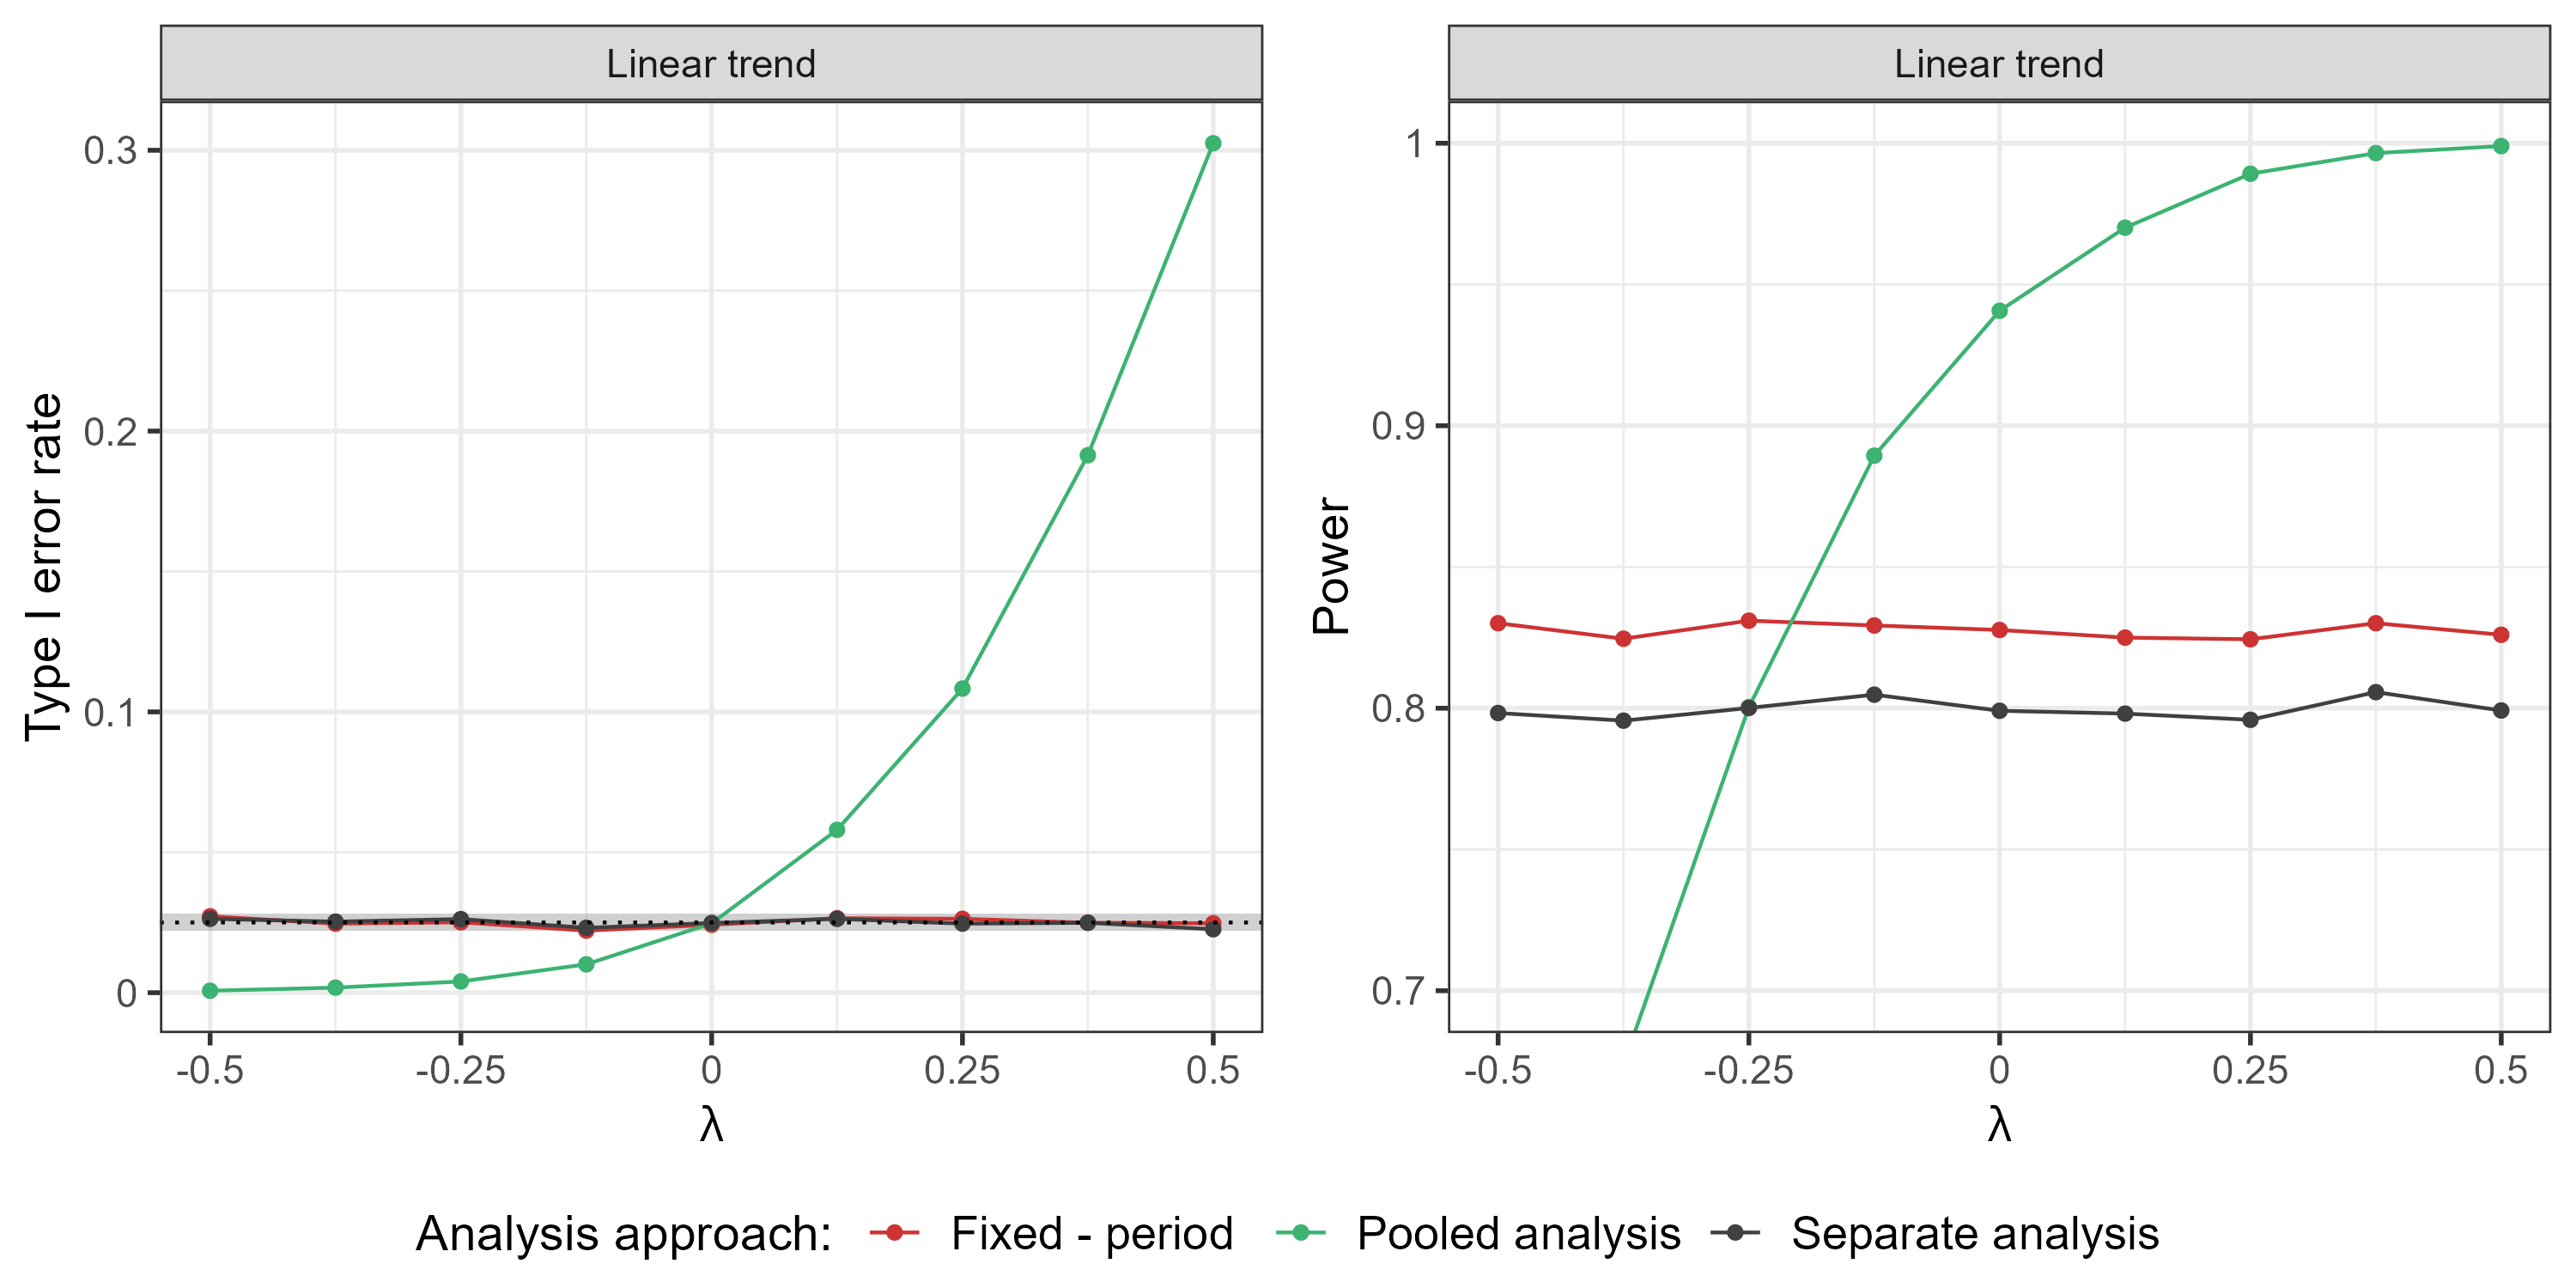 Linear trend
Type I error rate
0.3
0.2
0.1
0
-0.5 -0.25 0 0.25 0.5
λ
Linear trend
Power
1
0.9
0.8
0.7
-0.5 -0.25 0 0.25 0.5
λ
Analysis approach: Fixed - period Pooled analysis Separate analysis